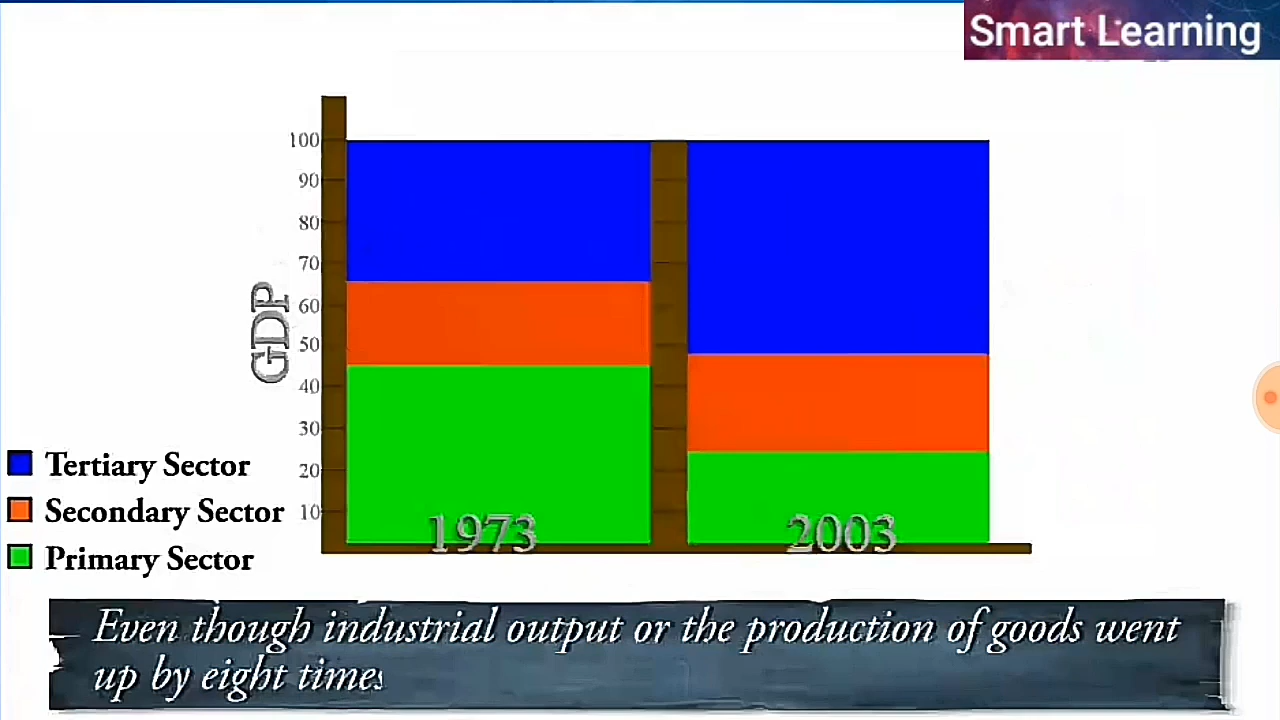 Smart Learning
100
90
80
70
60
50
40
30
20
10
GDP
Tertiary Sector
Secondary Sector
Primary Sector
1973
2003
Even though industrial output or the production of goods went
up by eight times